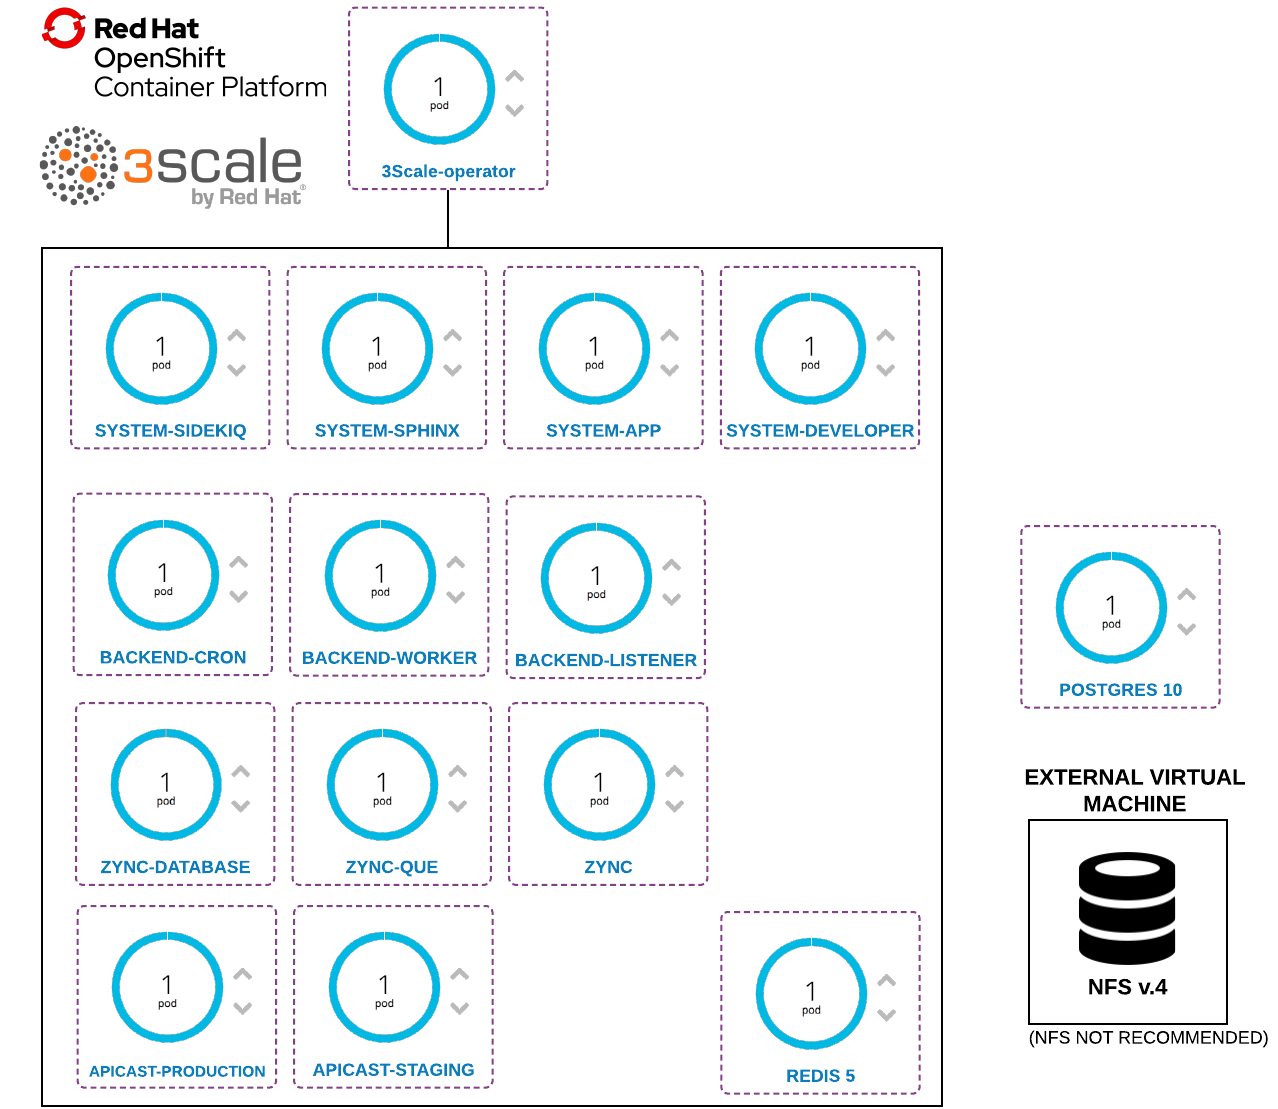 Red Hat
OpenShift
Container Platform
3scale
by Red Hat®
1
pod
3Scale-operator
1
pod
SYSTEM-SIDEKIQ
1
pod
SYSTEM-SPHINX
1
pod
SYSTEM-APP
1
pod
SYSTEM-DEVELOPER
1
pod
BACKEND-CRON
1
pod
BACKEND-WORKER
1
pod
BACKEND-LISTENER
1
pod
POSTGRES 10
1
pod
ZYNC-DATABASE
1
pod
ZYNC-QUE
1
pod
ZYNC
EXTERNAL VIRTUAL
MACHINE
NFS v.4
(NFS NOT RECOMMENDED)
1
pod
APICAST-PRODUCTION
1
pod
APICAST-STAGING
1
pod
REDIS 5